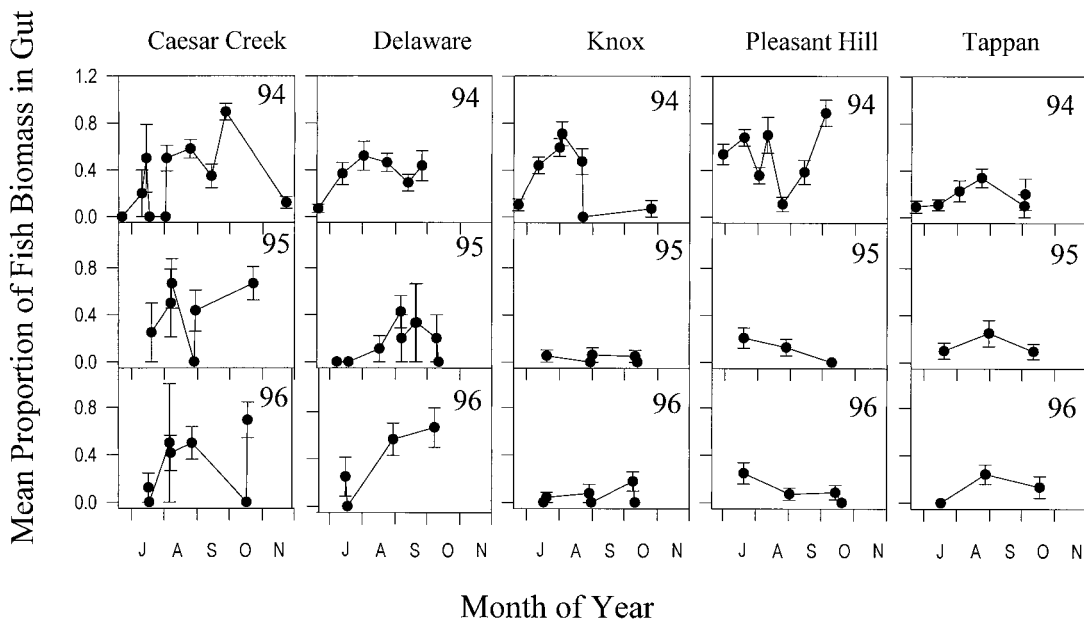 Mean Proportion of Fish Biomass in Gut
Caesar Creek Delaware Knox Pleasant Hill Tappan
1.2
0.8
0.4
0.0
94 94 94 94 94
0.8
0.4
0.0
95 95 95 95 95
0.8
0.4
0.0
96 96 96 96 96
J A S O N J A S O N J A S O N J A S O N J A S O N
Month of Year